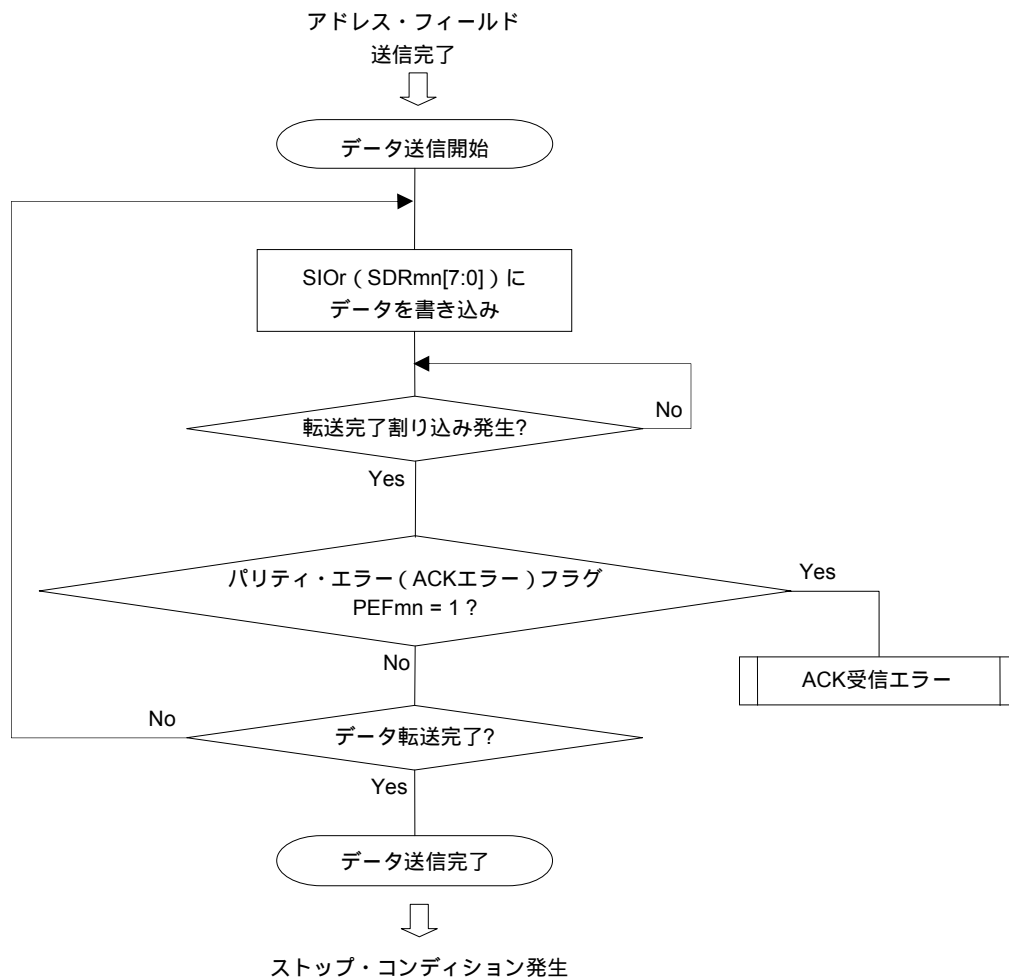 アドレス・フィールド
送信完了
データ送信開始
SIOr（SDRmn[7:0]）に
データを書き込み
No
転送完了割り込み発生?
Yes
パリティ・エラー（ACKエラー）フラグ
PEFmn = 1 ?
Yes
No
ACK受信エラー
No
データ転送完了?
Yes
データ送信完了
ストップ・コンディション発生